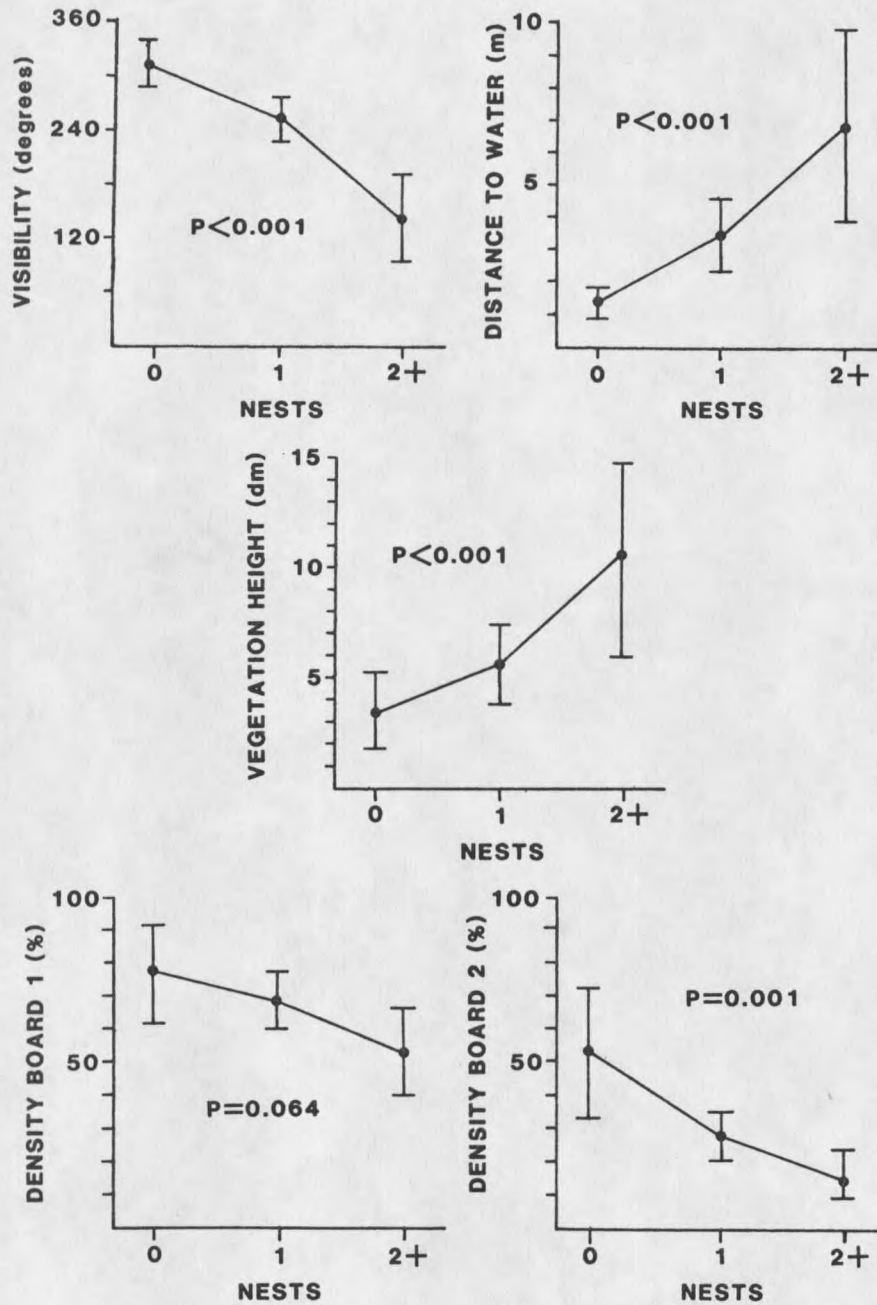 VISIBILITY (degrees)
360
240
120
P<0.001
0 1 2+
NESTS
DISTANCE TO WATER (m)
10
5
P<0.001
0 1 2+
NESTS
VEGETATION HEIGHT (dm)
15
10
5
P<0.001
0 1 2+
NESTS
DENSITY BOARD 1 (%)
100
50
P=0.064
0 1 2+
NESTS
DENSITY BOARD 2 (%)
100
50
P=0.001
0 1 2+
NESTS